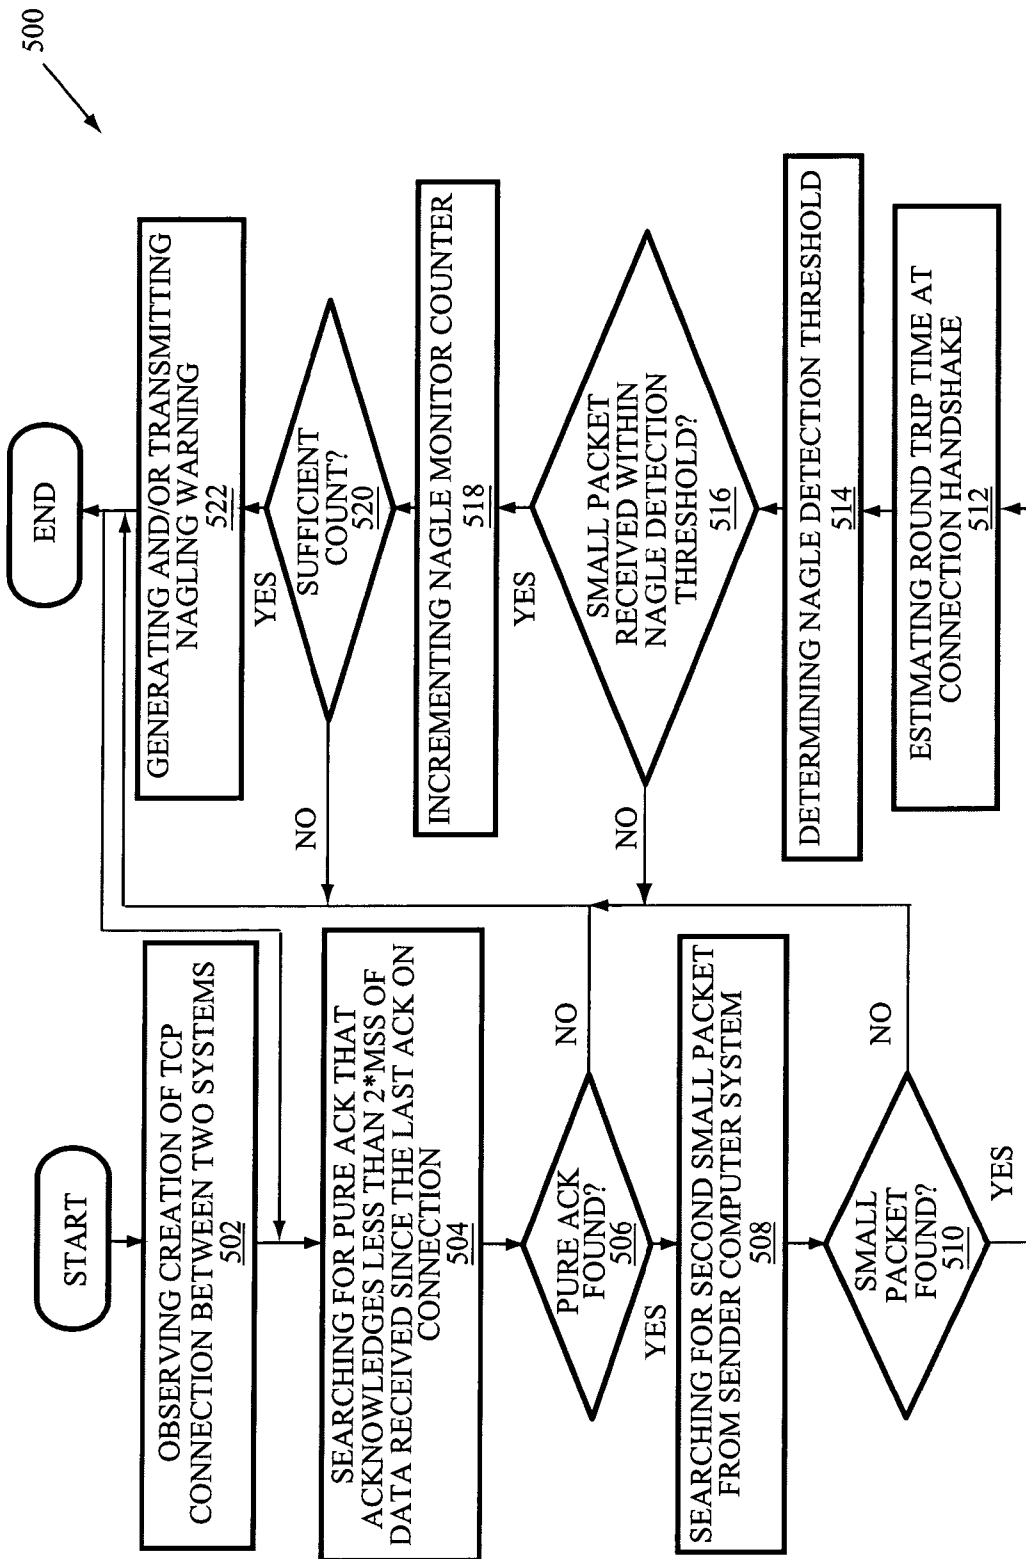 500
START
OBSERVING CREATION OF TCP
CONNECTION BETWEEN TWO SYSTEMS
502
SEARCHING FOR PURE ACK THAT
ACKNOWLEDGES LESS THAN 2*MSS OF
DATA RECEIVED SINCE THE LAST ACK ON
CONNECTION
504
PURE ACK
FOUND?
506
NO
YES
SEARCHING FOR SECOND SMALL PACKET
FROM SENDER COMPUTER SYSTEM
508
SMALL
PACKET
FOUND?
510
NO
YES
ESTIMATING ROUND TRIP TIME AT
CONNECTION HANDSHAKE
512
DETERMINING NAGLE DETECTION THRESHOLD
514
SMALL PACKET
RECEIVED WITHIN
NAGLE DETECTION
THRESHOLD?
516
NO
YES
INCREMENTING NAGLE MONITOR COUNTER
518
SUFFICIENT
COUNT?
520
NO
YES
GENERATING AND/OR TRANSMITTING
NAGLING WARNING
522
END